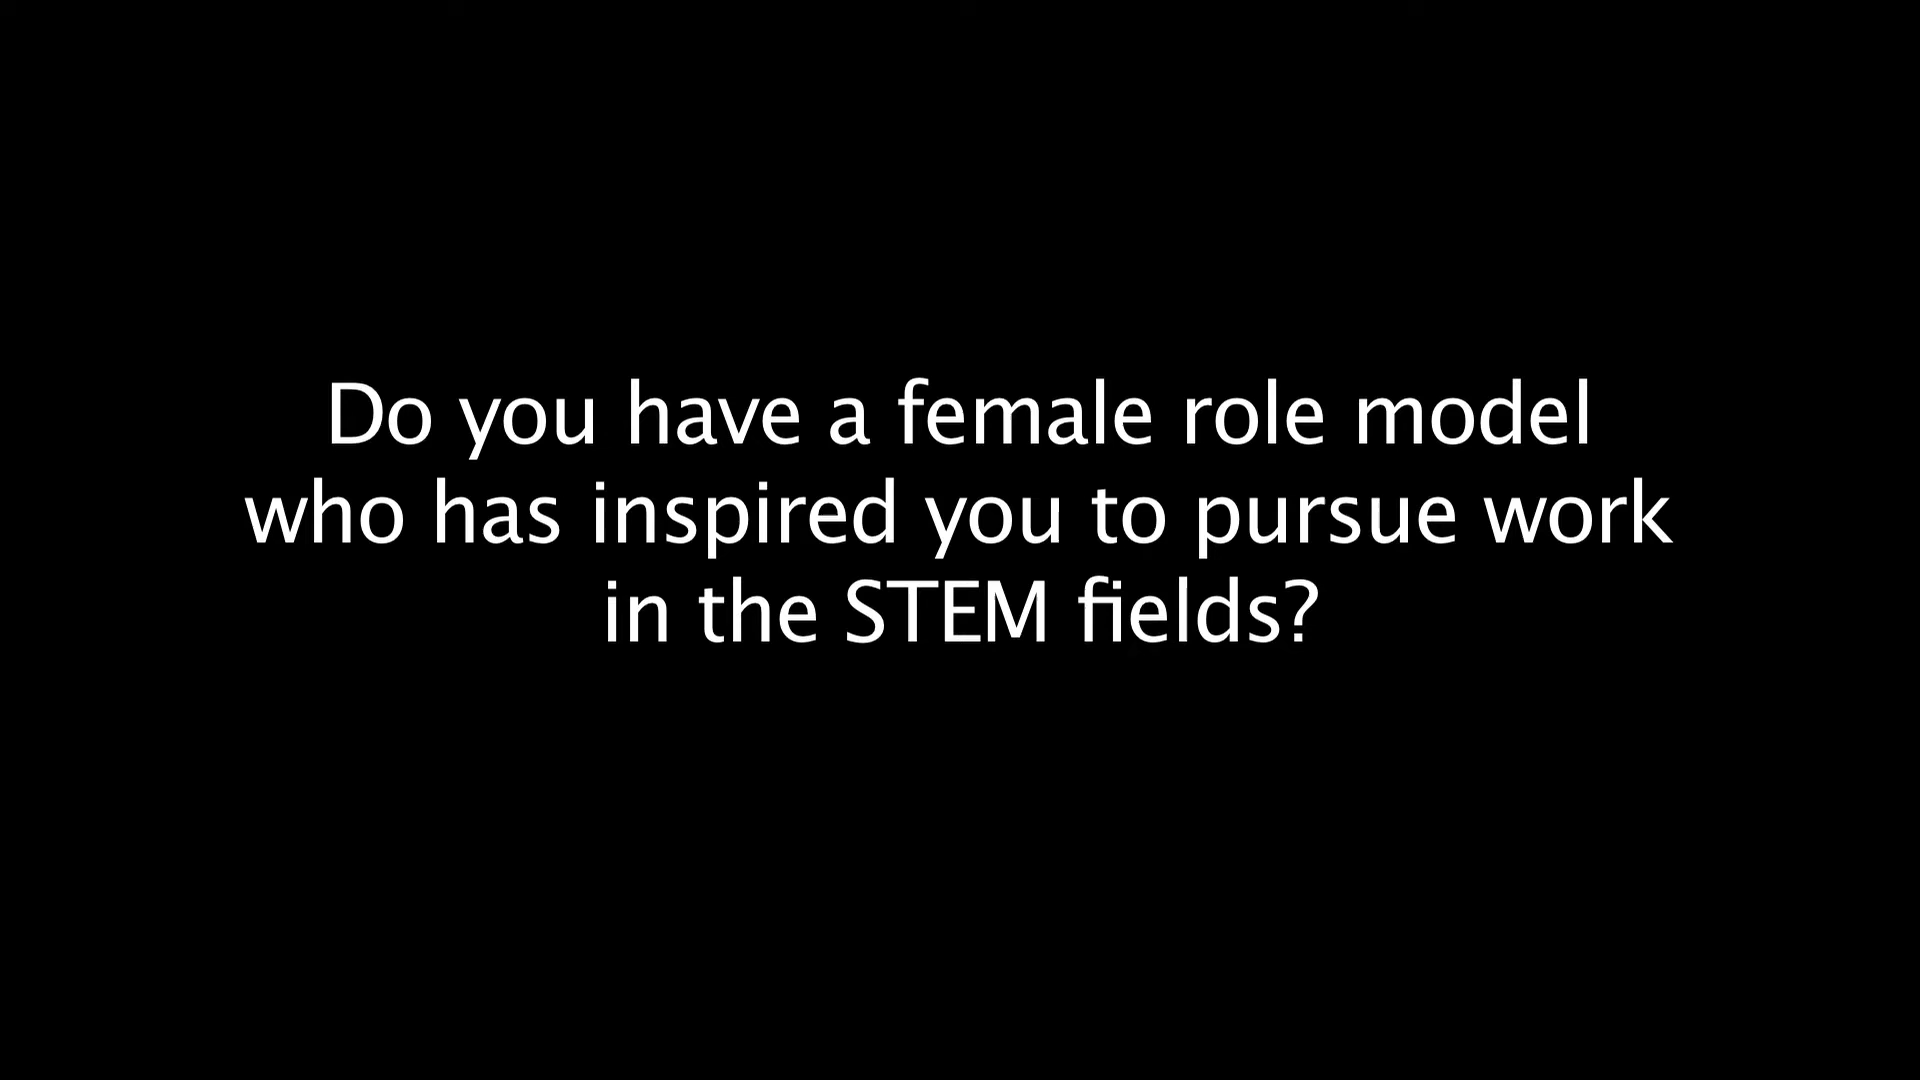 Do you have a female role model
who has inspired you to pursue work
in the STEM fields?